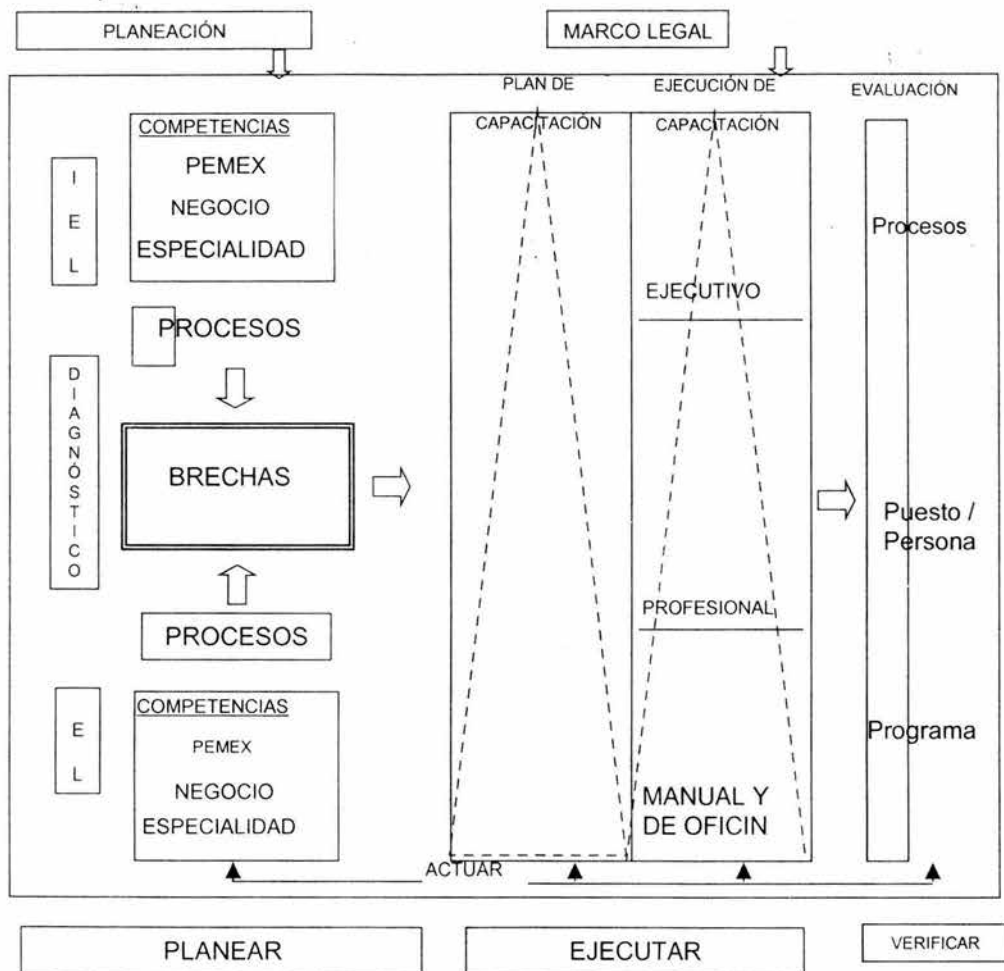 PLANEACIÓN
MARCO LEGAL
PLAN DE
CAPACITACIÓN
EJECUCIÓN DE
CAPACITACIÓN
EVALUACIÓN
I
E
L
COMPETENCIAS
PEMEX
NEGOCIO
ESPECIALIDAD
PROCESOS
DIAGNÓSTICO
BRECHAS
PROCESOS
E
L
COMPETENCIAS
PEMEX
NEGOCIO
ESPECIALIDAD
EJECUTIVO
PROFESIONAL
MANUAL Y
DE OFICIN
Procesos
Puesto /
Persona
Programa
ACTUAR
PLANEAR
EJECUTAR
VERIFICAR